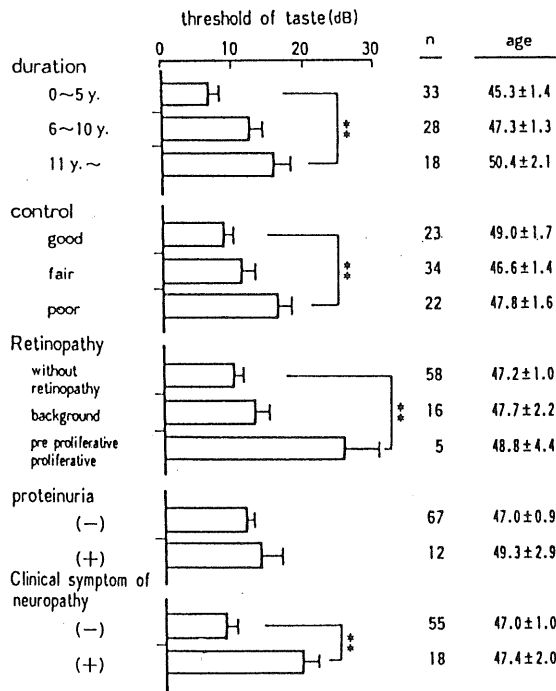 threshold of taste(dB)
0 10 20 30 n age
duration
0~5 y. 33 45.3±1.4
6~10 y. ** 28 47.3±1.3
11 y.~ 18 50.4±2.1
control
good 23 49.0±1.7
fair ** 34 46.6±1.4
poor 22 47.8±1.6
Retinopathy
without
retinopathy 58 47.2±1.0
background ** 16 47.7±2.2
pre proliferative
proliferative 5 48.8±4.4
proteinuria
(-) 67 47.0±0.9
(+) 12 49.3±2.9
Clinical symptom of
neuropathy
(-) 55 47.0±1.0
**
(+) 18 47.4±2.0